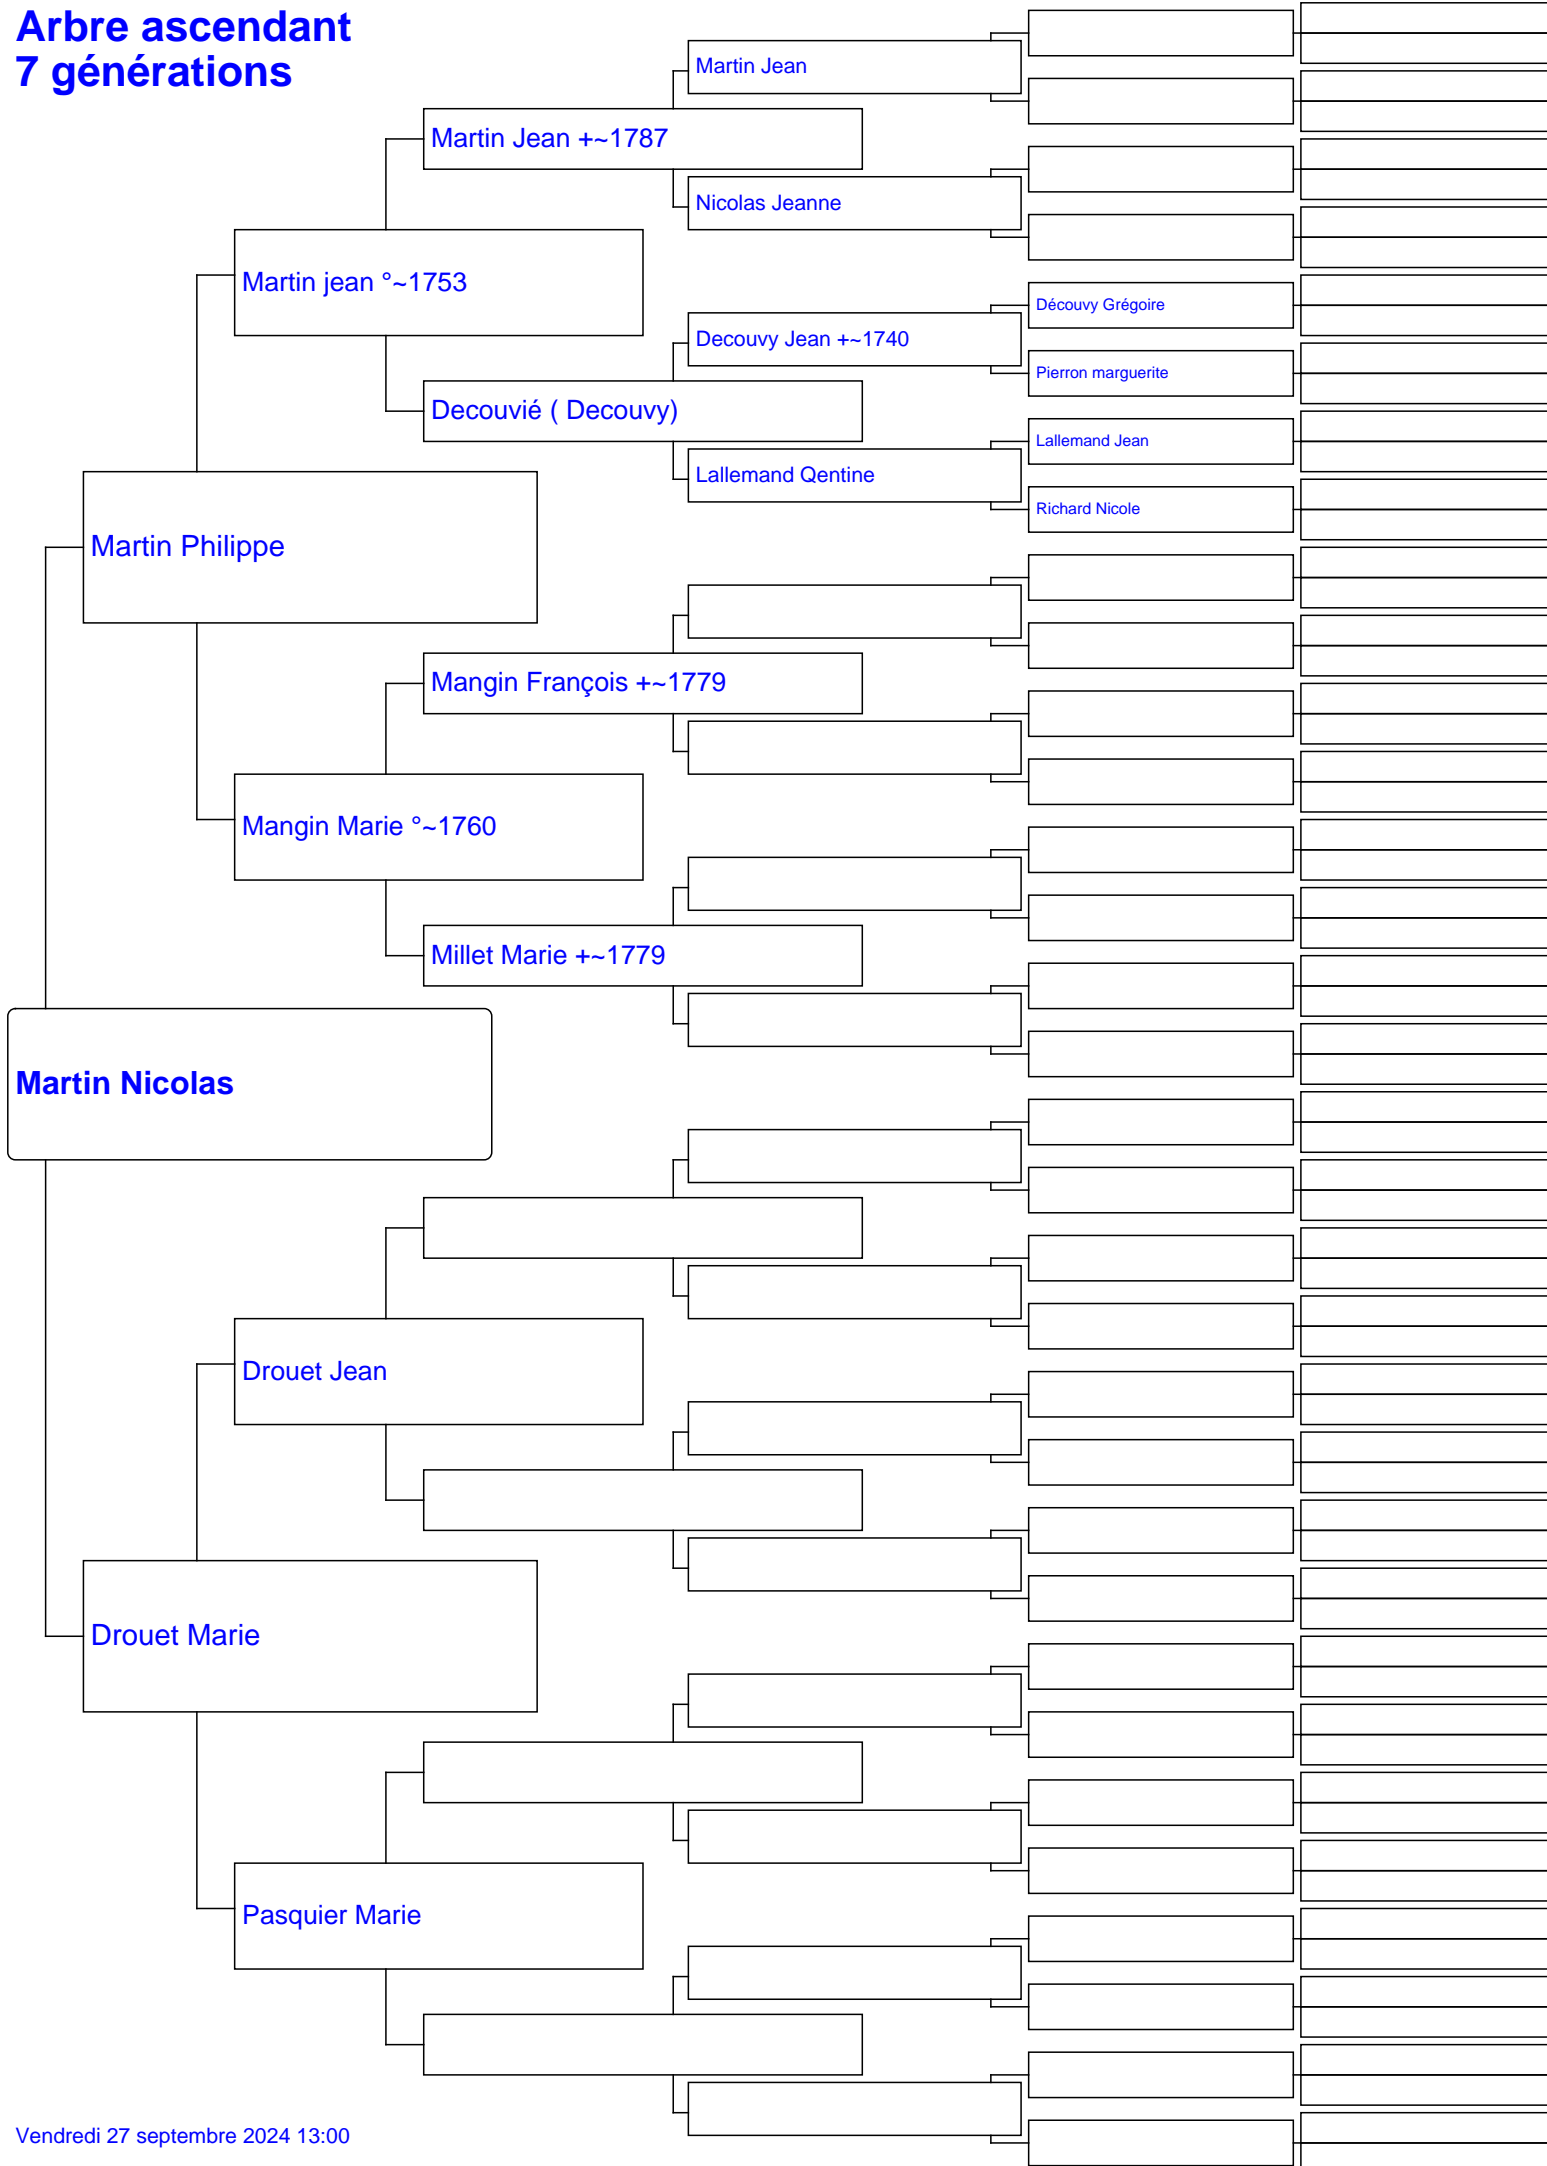 Arbre ascendant
7 générations
Martin Jean
Martin Jean +~1787
Nicolas Jeanne
Martin jean °~1753
Découvy Grégoire
Decouvy Jean +~1740
Pierron marguerite
Decouvié ( Decouvy)
Lallemand Jean
Lallemand Qentine
Richard Nicole
Martin Philippe
Mangin François +~1779
Mangin Marie °~1760
Millet Marie +~1779
Martin Nicolas
Drouet Jean
Drouet Marie
Pasquier Marie
Vendredi 27 septembre 2024 13:00